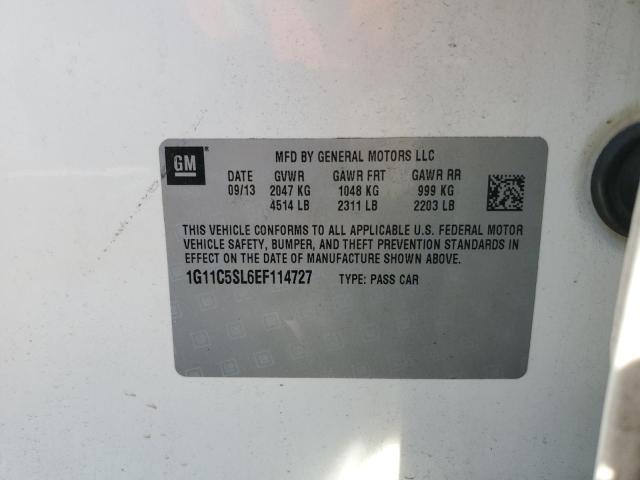 GM
MFD BY GENERAL MOTORS LLC
DATE GVWR GAWR FRT GAWR RR
09/13 2047 KG 1048 KG 999 KG
4514 LB 2311 LB 2203 LB
THIS VEHICLE CONFORMS TO ALL APPLICABLE U.S. FEDERAL MOTOR
VEHICLE SAFETY, BUMPER, AND THEFT PREVENTION STANDARDS IN
EFFECT ON THE DATE OF MANUFACTURE SHOWN ABOVE.
1G11C5SL6EF114727 TYPE: PASS CAR